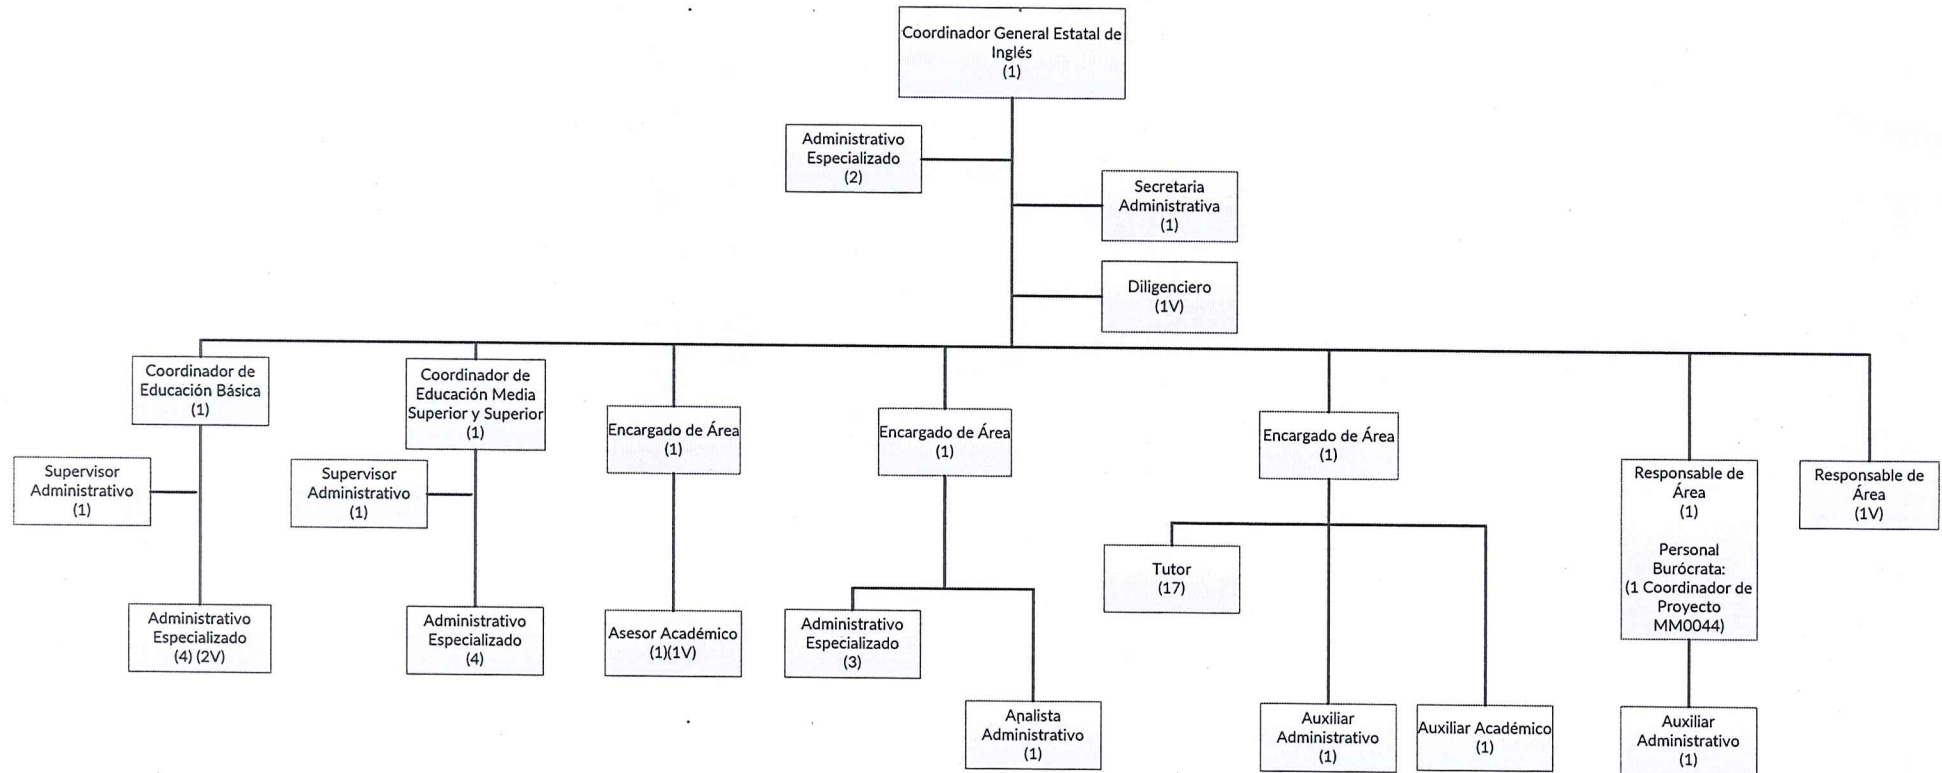 Coordinador General Estatal de
Inglés
(1)
Administrativo
Especializado
(2)
Secretaria
Administrativa
(1)
Diligenciero
(1V)
Coordinador de
Educación Básica
(1)
Coordinador de
Educación Media
Superior y Superior
(1)
Encargado de Área
(1)
Encargado de Área
(1)
Encargado de Área
(1)
Responsable de
Área
(1)
Personal
Burócrata:
(1 Coordinador de
Proyecto
MM0044)
Responsable de
Área
(1V)
Supervisor
Administrativo
(1)
Supervisor
Administrativo
(1)
Administrativo
Especializado
(4) (2V)
Administrativo
Especializado
(4)
Asesor Académico
(1)(1V)
Administrativo
Especializado
(3)
Analista
Administrativo
(1)
Tutor
(17)
Auxiliar
Administrativo
(1)
Auxiliar Académico
(1)
Auxiliar
Administrativo
(1)